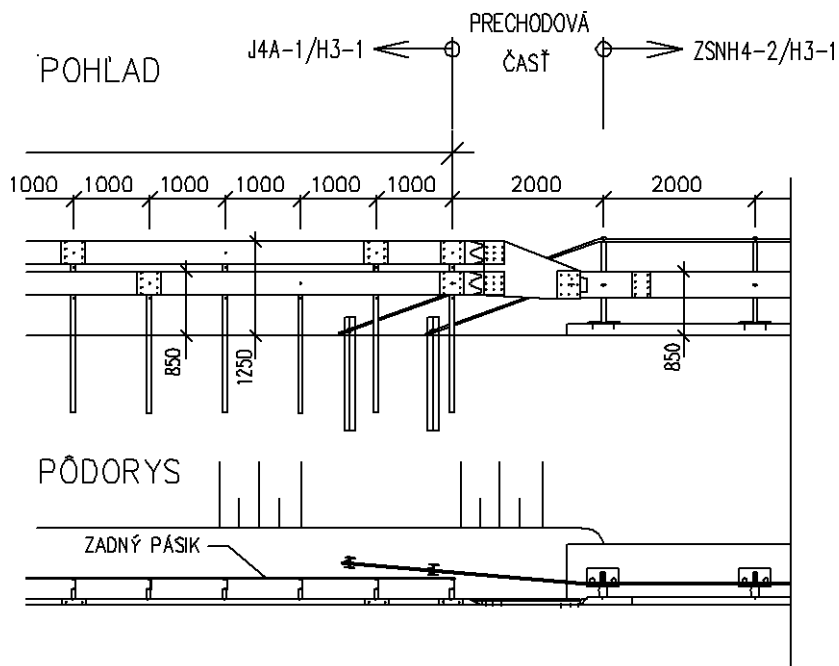 PRECHODOVÁ
J4A-1/H3-1
ČASŤ
ZSNH4-2/H3-1
POHĽAD
1000 1000 1000 1000 1000 1000 2000 2000
850
1250
850
PÔDORYS
ZADNÝ PÁSIK